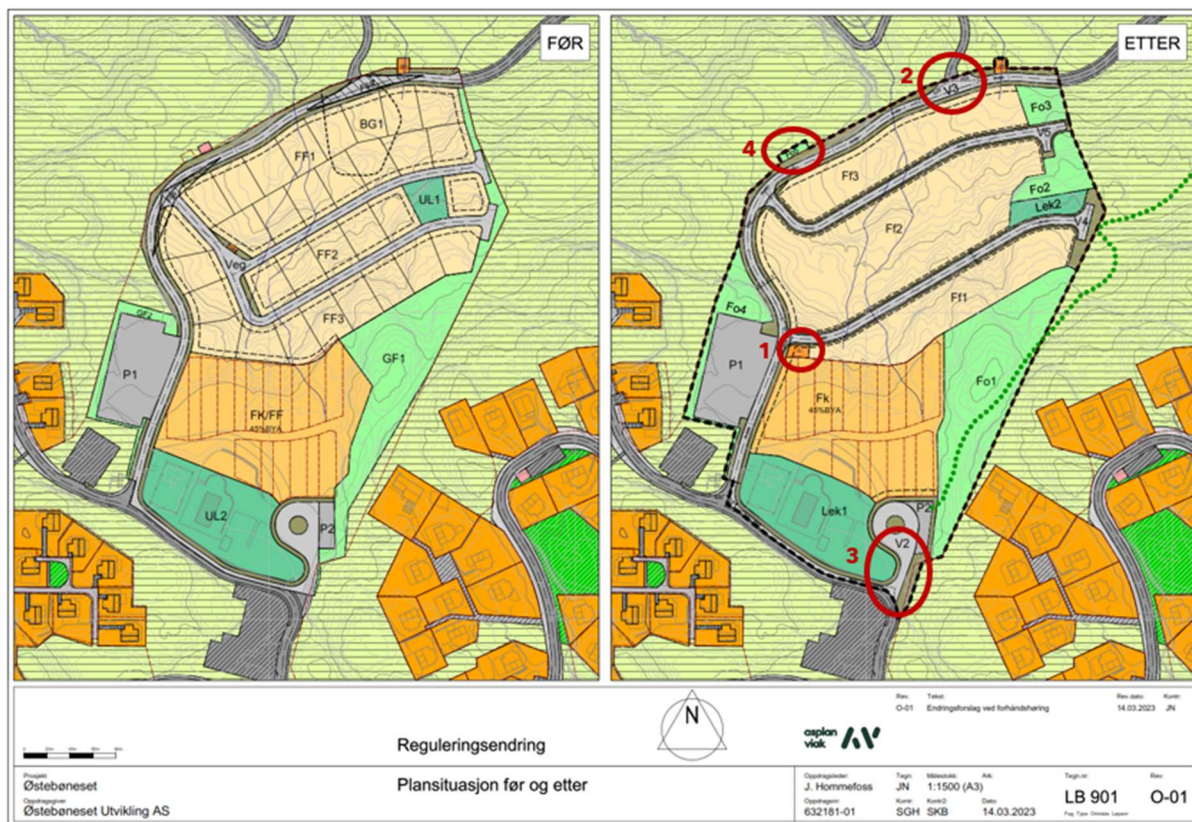 FØR
BG1
FF1
UL1
FF2
Veg
FF3
GF2
GF1
P1
FK/FF
45%BYA
UL2
P2
ETTER
2
V3
Fo3
4
V5
Ff3
Fo2
Lek2
Ff2
V4
Ff1
Fo4
1
P1
Fo1
Fk
45%BYA
Lek1
P2
V2
3
N
Rev. Tekst: Rev.dato: Kontr:
O-01 Endringsforslag ved forhåndshøring 14.03.2023 JN
asplan
viak
Reguleringsendring
Plansituasjon før og etter
Prosjekt
Østebøneset
Oppdragsgiver
Østebøneset Utvikling AS
Oppdragsleder: Tegn: Målestokk: Ark:
J. Hommefoss JN 1:1500 (A3)
Oppdragsnr: Kontr: Kontr2: Dato:
632181-01 SGH SKB 14.03.2023
Tegn.nr: Rev:
LB 901 O-01